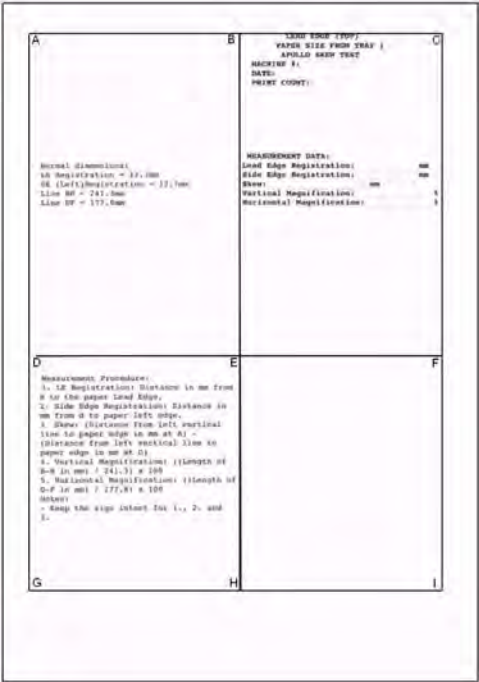 A
B
C
LEAD EDGE (TOP)
PAPER SIZE FROM TRAY 1
APOLLO SKEW TEST
MACHINE #:
DATE:
PRINT COUNT:
MEASUREMENT DATA:
Normal dimensions:
Lead Edge Registration: mm
LE Registration =
Side Edge Registration: mm
SE (Left)Registration = 12.7mm
Skew: mm
Line BH = 241.3mm
Vertical Magnification: %
Line DF = 177.8mm
Horizontal Magnification: %
D
E
F
Measurement Procedure:
1. LE Registration: Distance in mm from
B to the paper Lead Edge.
2. Side Edge Registration: Distance in
mm from D to paper left edge.
3. Skew: (Distance from left vertical
line to paper edge in mm at A) -
(Distance from left vertical line to
paper edge in mm at G)
4. Vertical Magnification: ((Length of
B-H in mm) / 241.3) x 100
5. Horizontal Magnification: ((Length of
D-F in mm) / 177.8) x 100
Notes:
- Keep the sign intact for 1., 2. and
3.
G
H
I